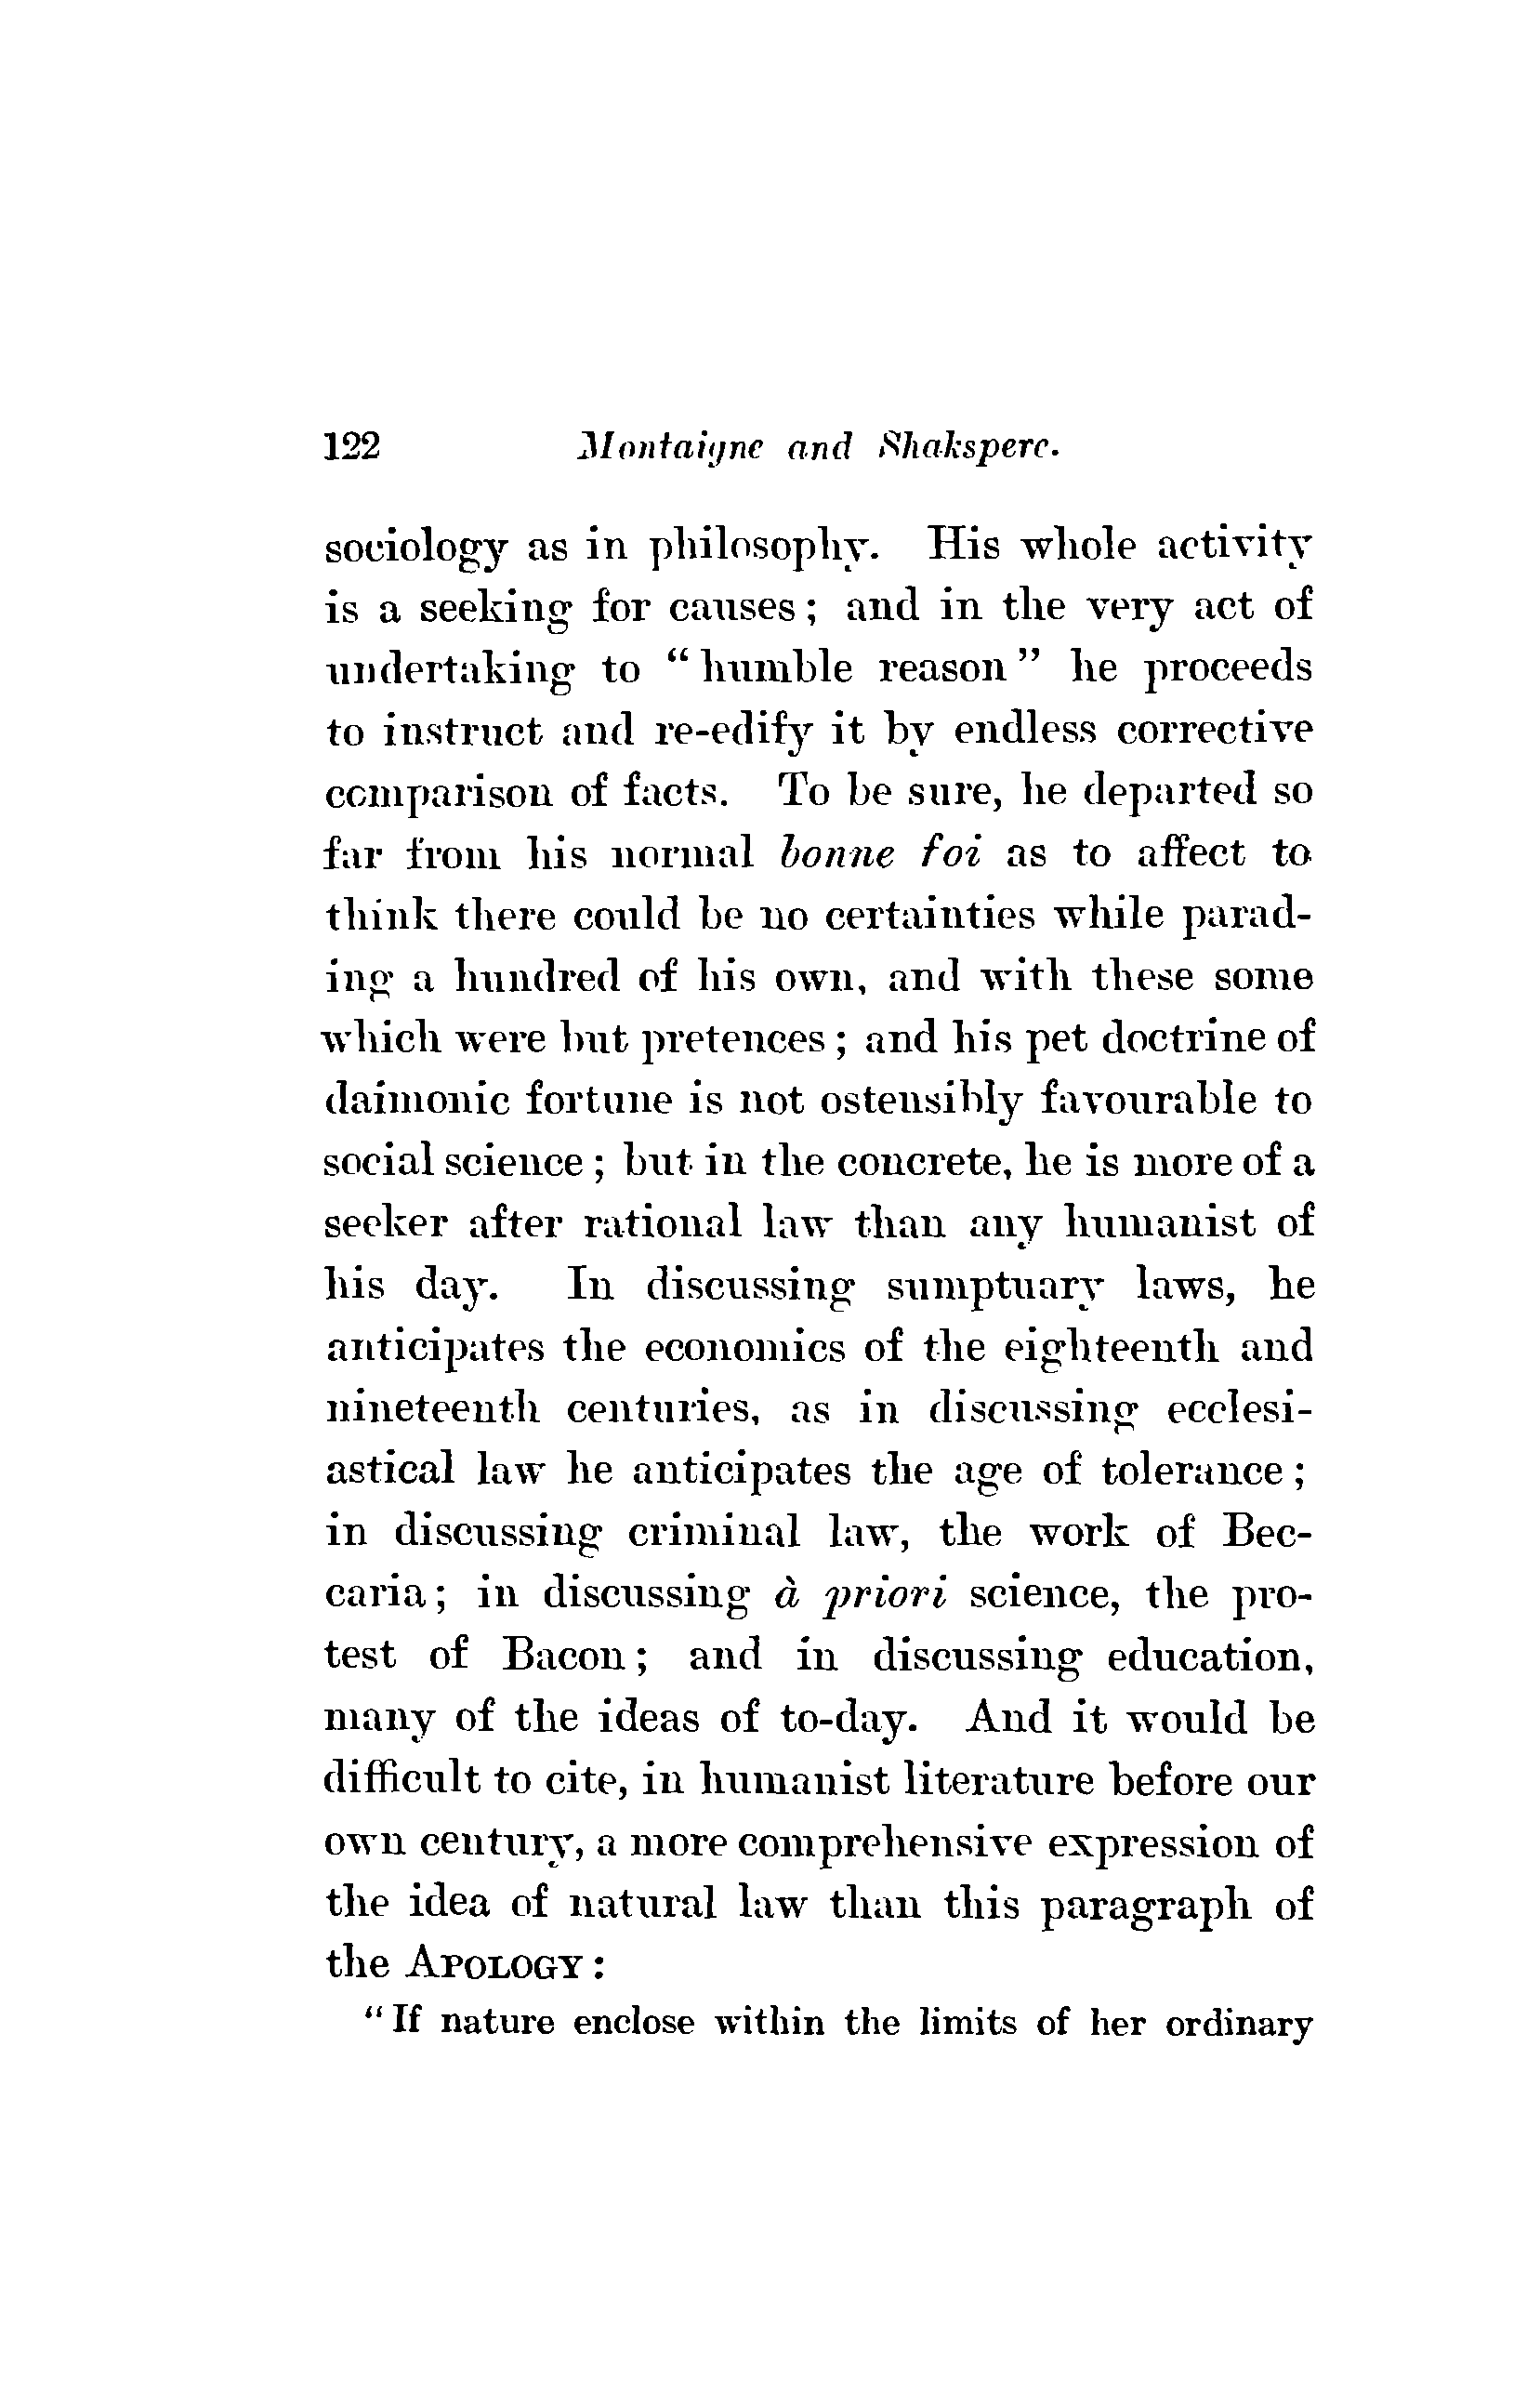 122 Montaigne and Shakspere.
sociology as in philosophy. His whole activity
is a seeking for causes; and in the very act of
undertaking to “humble reason” he proceeds
to instruct and re-edify it by endless corrective
comparison of facts. To be sure, he departed so
far from his normal bonne foi as to affect to
think there could be no certainties while parad-
ing a hundred of his own, and with these some
which were but pretences; and his pet doctrine of
daimonic fortune is not ostensibly favourable to
social science; but in the concrete, he is more of a
seeker after rational law than any humanist of
his day. In discussing sumptuary laws, he
anticipates the economics of the eighteenth and
nineteenth centuries, as in discussing ecclesi-
astical law he anticipates the age of tolerance;
in discussing criminal law, the work of Bec-
caria; in discussing à priori science, the pro-
test of Bacon; and in discussing education,
many of the ideas of to-day. And it would be
difficult to cite, in humanist literature before our
own century, a more comprehensive expression of
the idea of natural law than this paragraph of
the APOLOGY:
“If nature enclose within the limits of her ordinary